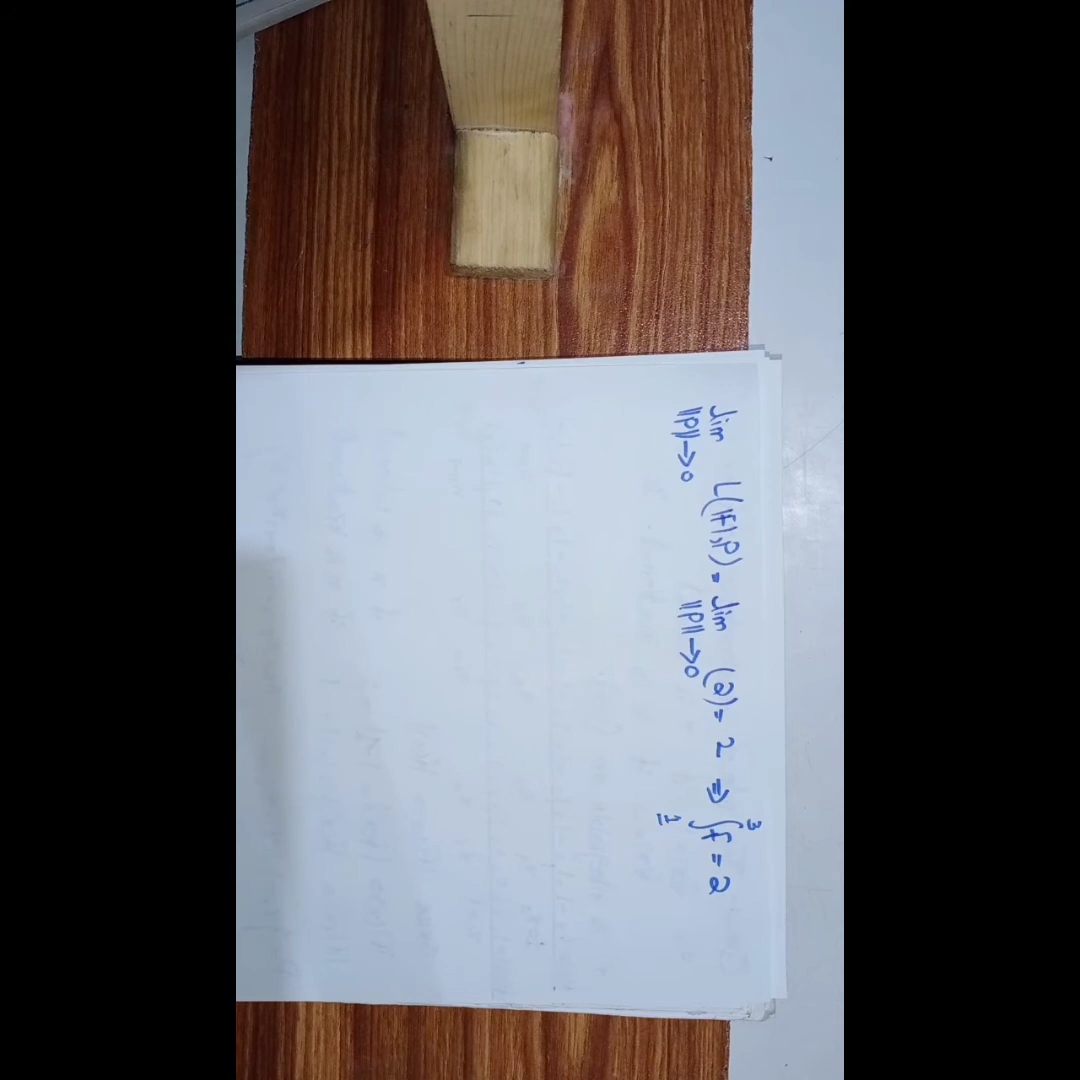 lim L(|f|,P) = lim (2) = 2 ⇒ ∫₁³ f = 2
||P||→0 ||P||→0